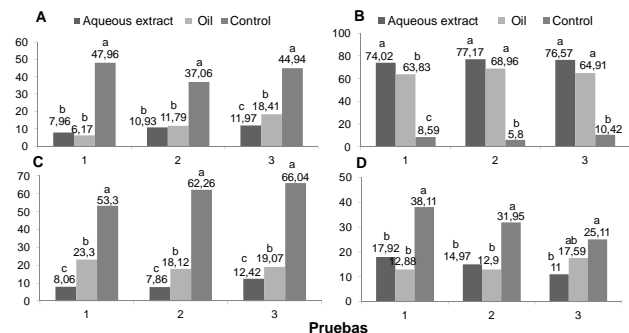 A
Aqueous extract Oil Control
60
50
40
30
20
10
0
b 7,96
b 6,17
a 47,96
b 10,93
b 11,79
a 37,06
c 11,97
b 18,41
a 44,94
1 2 3
B
Aqueous extract Oil Control
100
80
60
40
20
0
a 74,02
b 63,83
c 8,59
a 77,17
b 68,96
b 5,8
a 76,57
a 64,91
b 10,42
1 2 3
C
70
60
50
40
30
20
10
0
c 8,06
b 23,3
a 53,3
c 7,86
b 18,12
a 62,26
c 12,42
b 19,07
a 66,04
1 2 3
D
50
40
30
20
10
0
b 17,92
b 12,88
a 38,11
b 14,97
b 12,9
a 31,95
b 11
ab 17,59
a 25,11
1 2 3
Pruebas